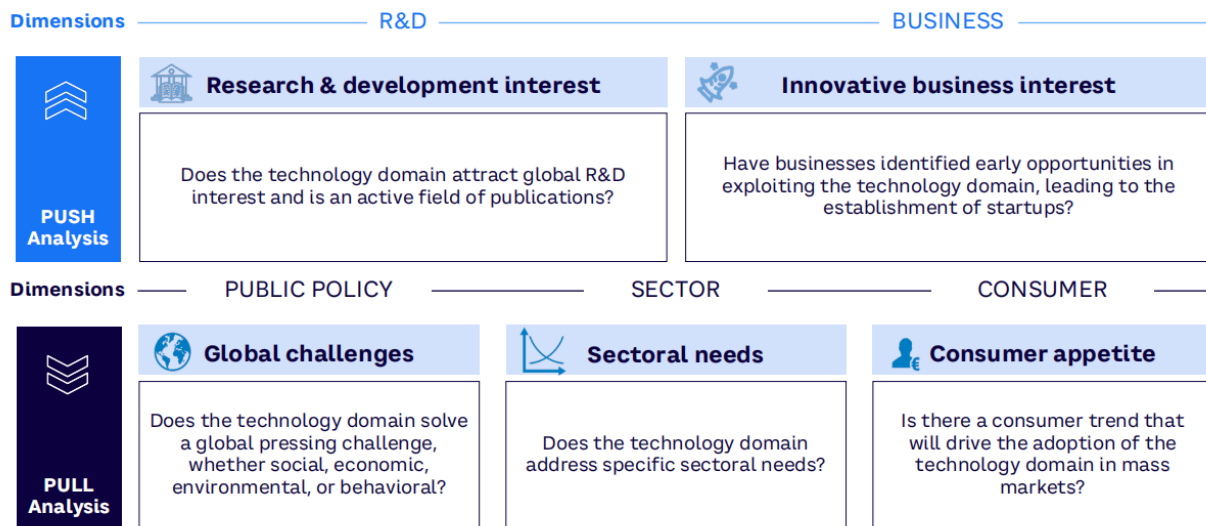 Dimensions R&D BUSINESS
Research & development interest
Innovative business interest
Does the technology domain attract global R&D
interest and is an active field of publications?
Have businesses identified early opportunities in
exploiting the technology domain, leading to the
establishment of startups?
PUSH
Analysis
Dimensions PUBLIC POLICY SECTOR CONSUMER
Global challenges
Sectoral needs
Consumer appetite
Does the technology domain solve
a global pressing challenge,
whether social, economic,
environmental, or behavioral?
Does the technology domain
address specific sectoral needs?
Is there a consumer trend that
will drive the adoption of the
technology domain in mass
markets?
PULL
Analysis